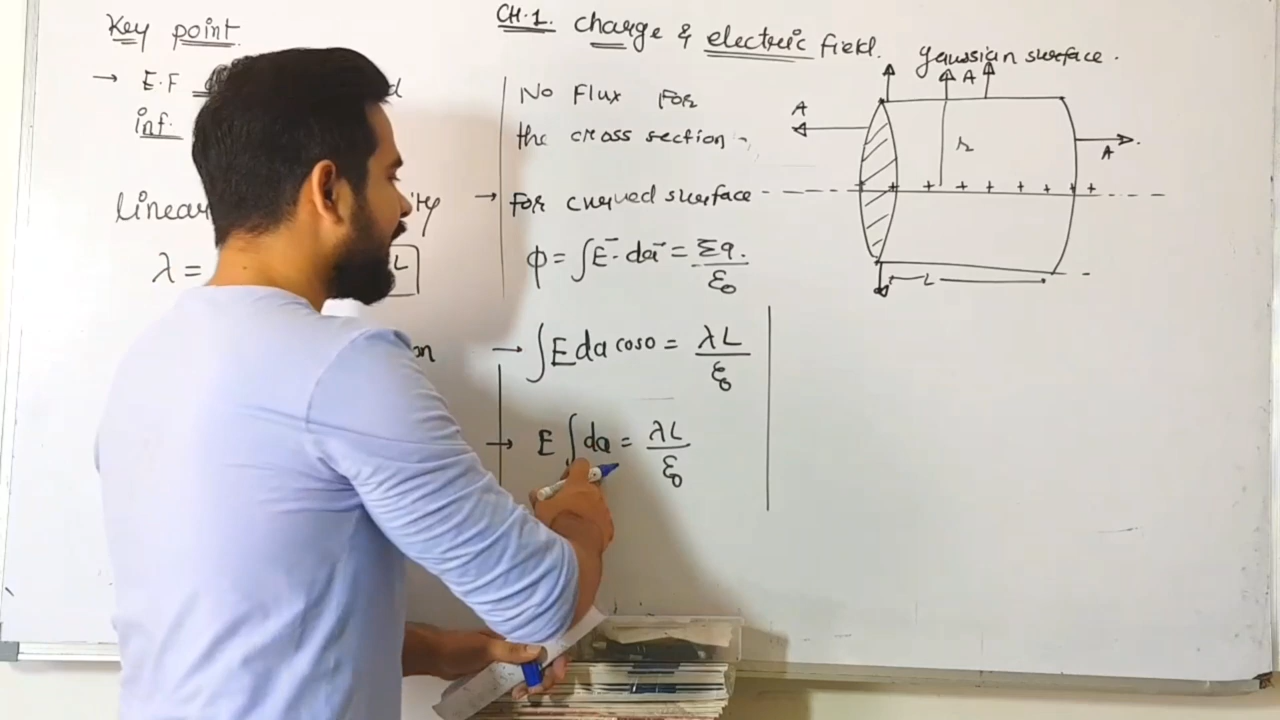 CH.1. charge & electric field.
Key point
→ E.F
inf.
Linear
λ =
L
No Flux For
the cross section
→ For curved surface
ϕ = ∫E⃗ · da⃗ = Σq. / ε₀
→ ∫E da cos0 = λL / ε₀
→ E ∫da = λL / ε₀
gaussian surface.
A
A
A
r
+ + + + + + + + +
L